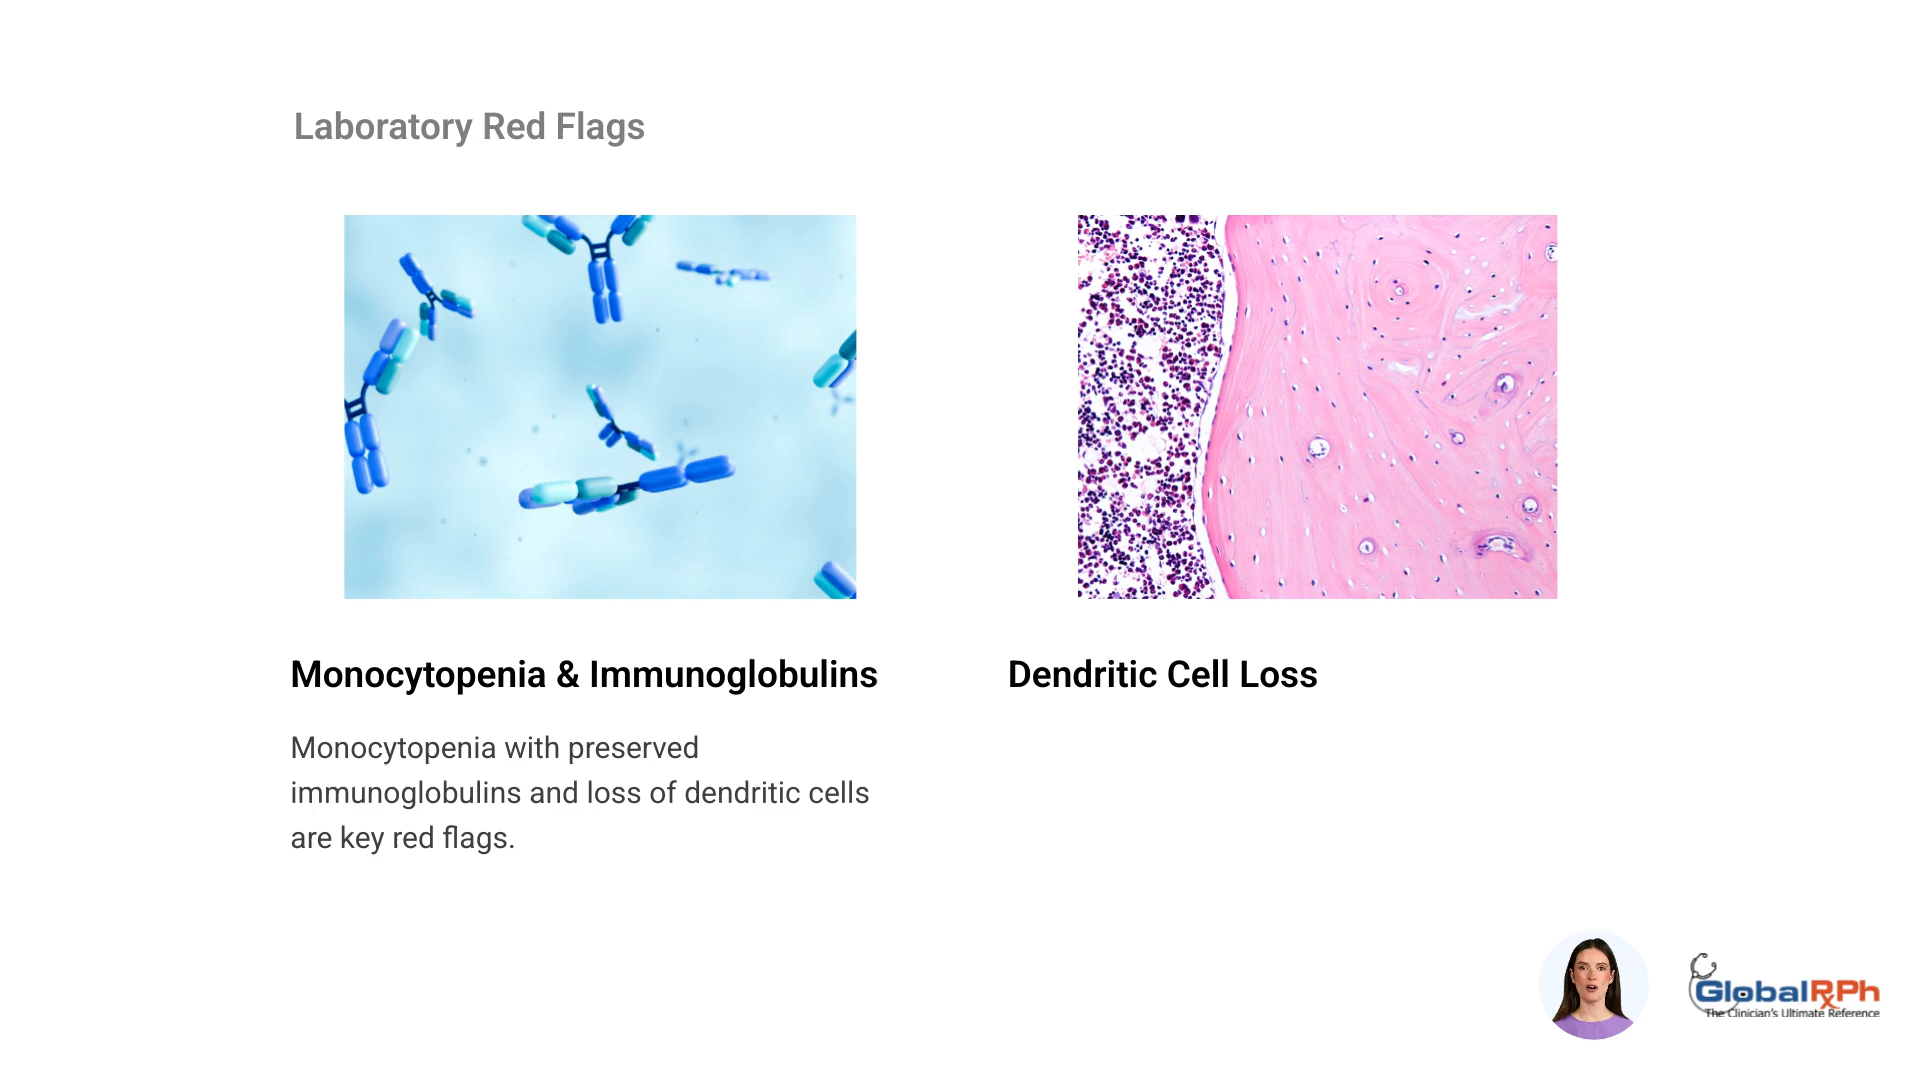 Laboratory Red Flags
Monocytopenia & Immunoglobulins
Monocytopenia with preserved
immunoglobulins and loss of dendritic cells
are key red flags.
Dendritic Cell Loss
GlobalRPh
The Clinician's Ultimate Reference